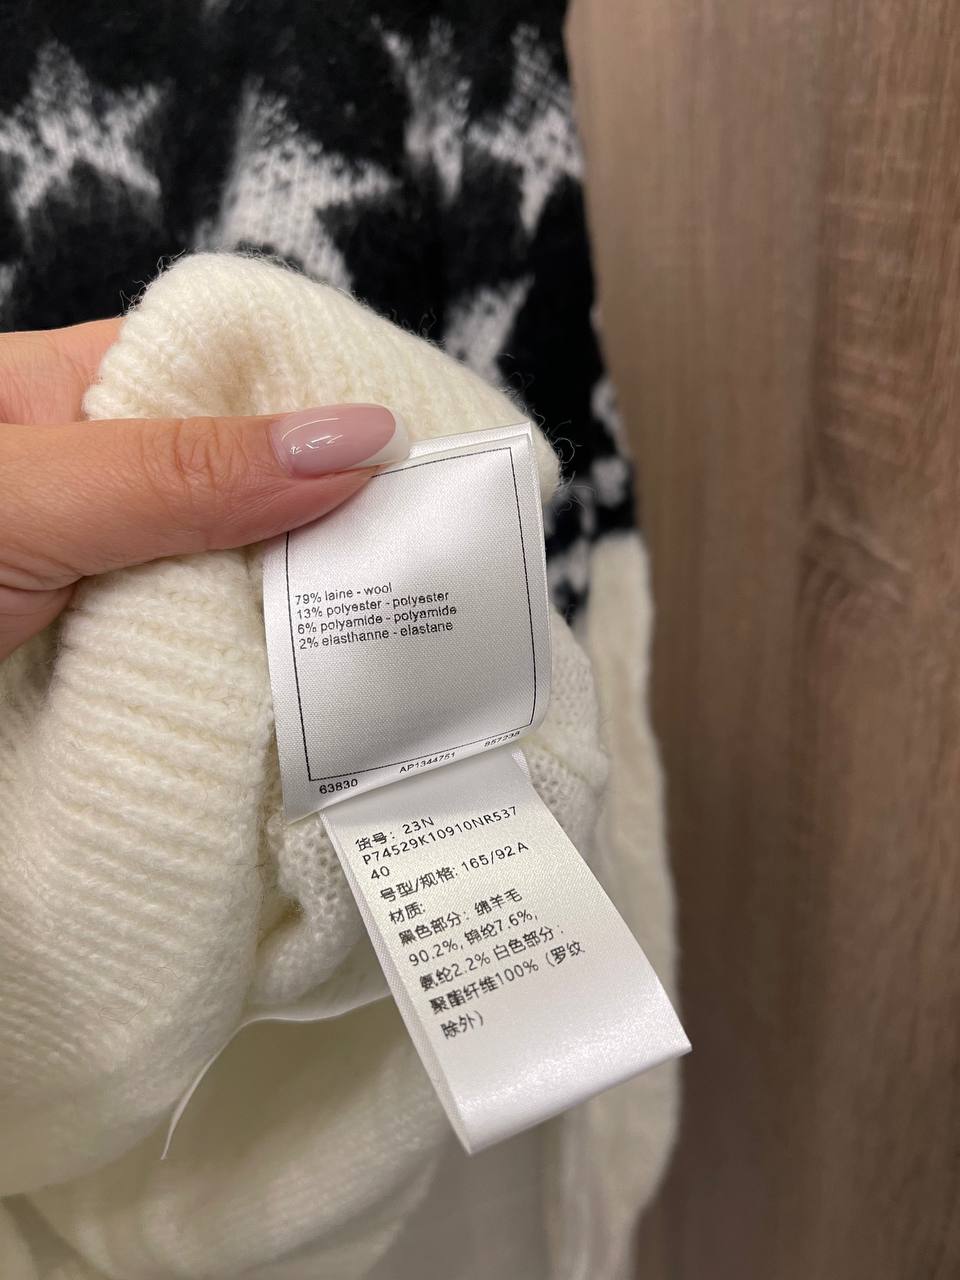 79% laine - wool
13% polyester - polyester
6% polyamide - polyamide
2% elasthanne - elastane
63830 AP1344751 857238
货号: 23N
P74529K10910NR537
40
号型/规格: 165/92A
材质:
黑色部分: 绵羊毛
90.2%, 锦纶7.6%,
氨纶2.2% 白色部分:
聚酯纤维100% (罗纹
除外)